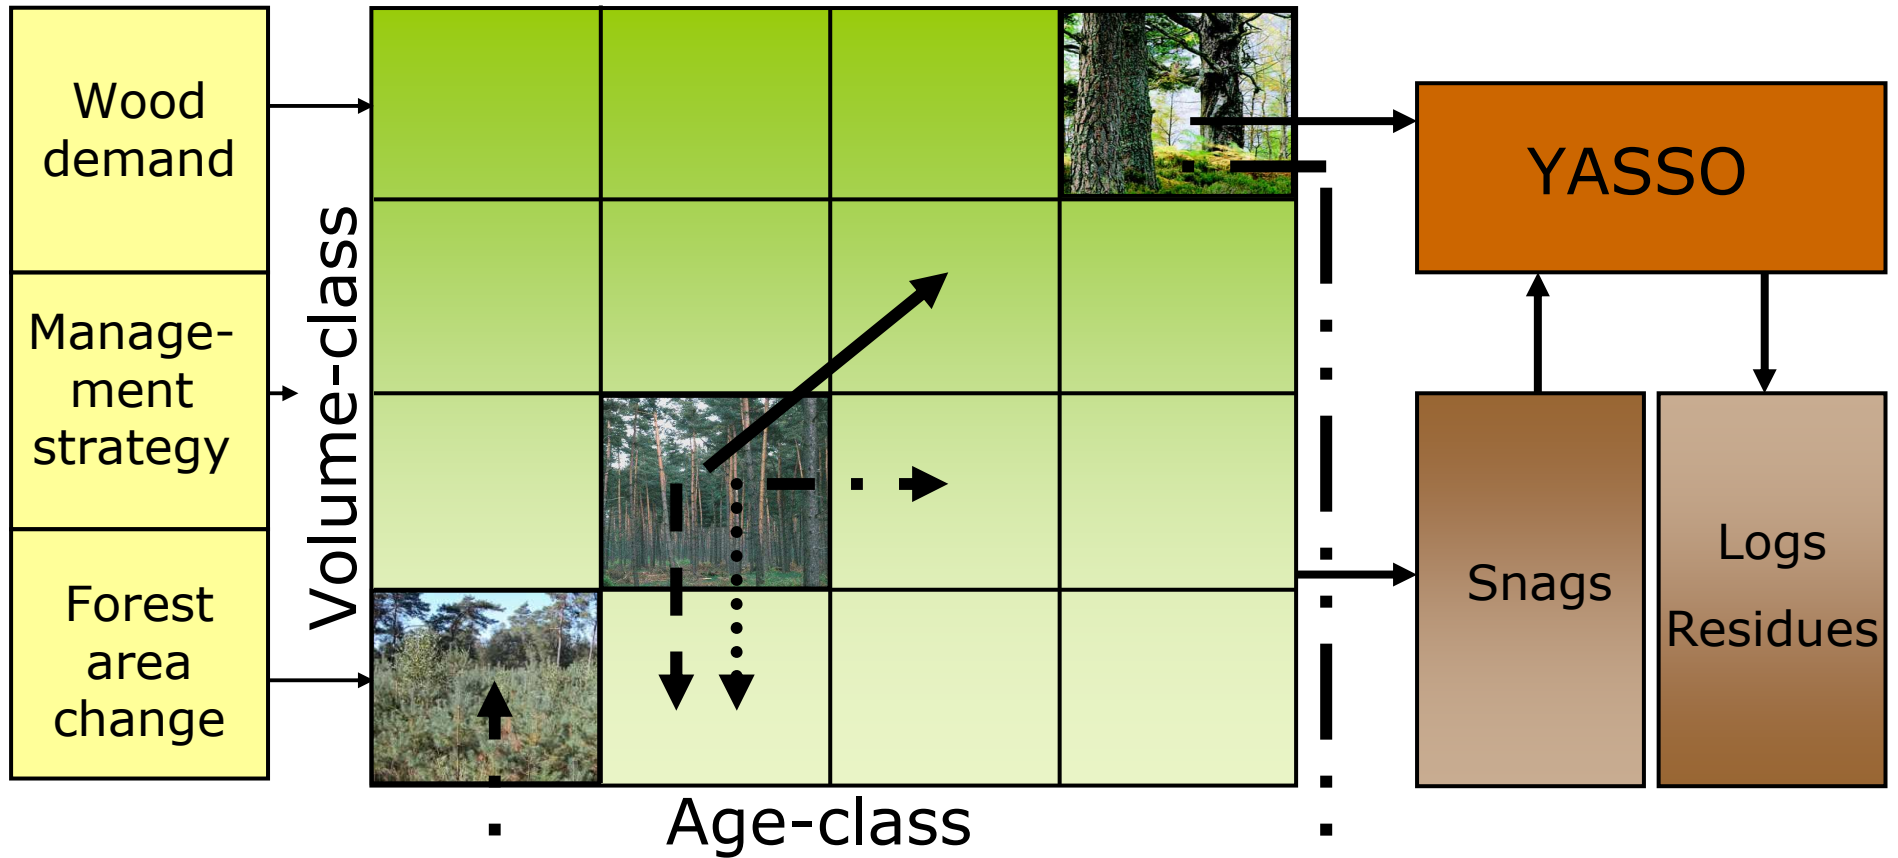 Wood
demand
Manage-
ment
strategy
Forest
area
change
Volume-class
Age-class
YASSO
Snags
Logs
Residues